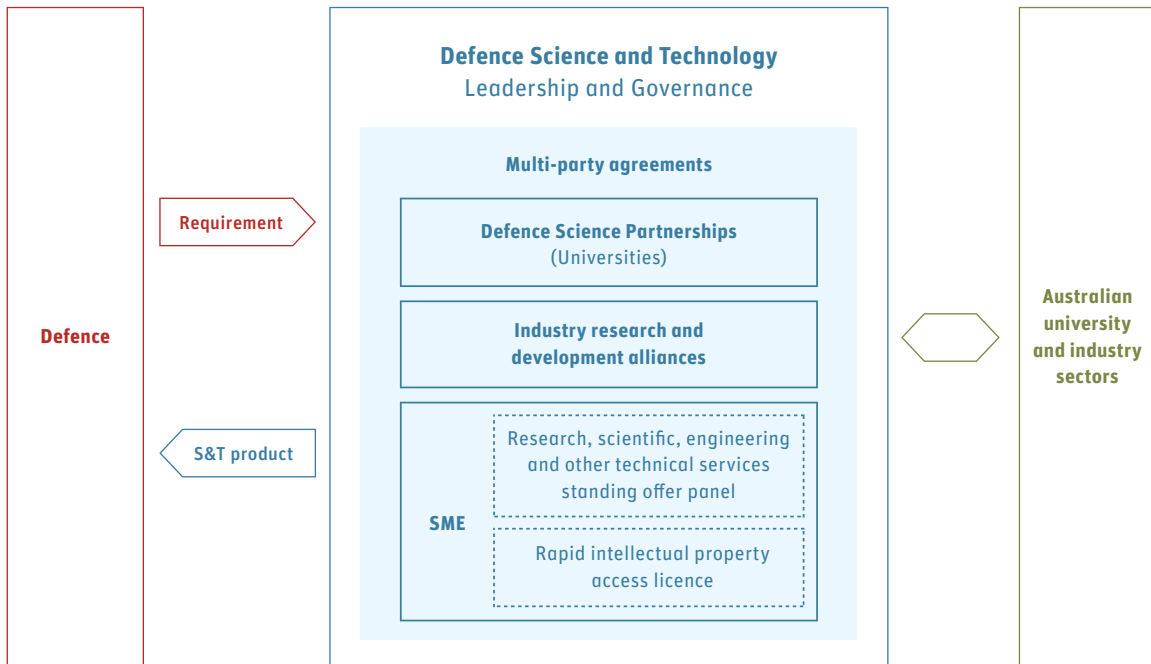 Defence Science and Technology
Leadership and Governance
Multi-party agreements
Requirement
Defence Science Partnerships
(Universities)
Defence
Industry research and
development alliances
Australian
university
and industry
sectors
S&T product
SME
Research, scientific, engineering
and other technical services
standing offer panel
Rapid intellectual property
access licence